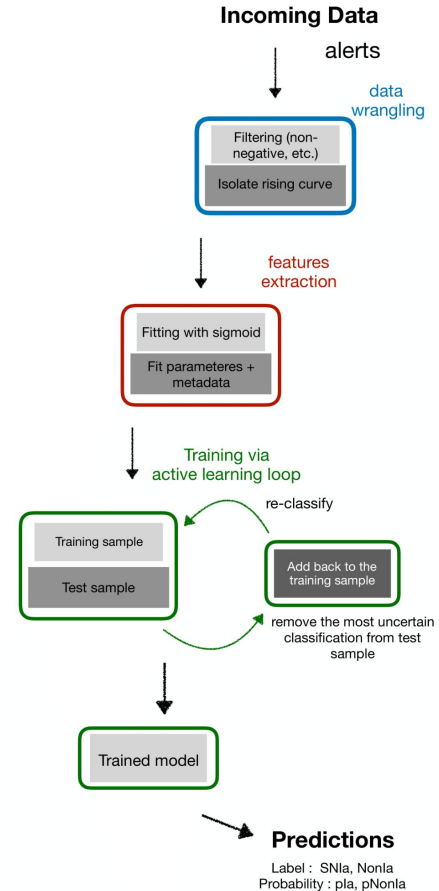 Incoming Data
alerts
data
wrangling
Filtering (non-
negative, etc.)
Isolate rising curve
features
extraction
Fitting with sigmoid
Fit parameteres +
metadata
Training via
active learning loop
re-classify
Training sample
Test sample
Add back to the
training sample
remove the most uncertain
classification from test
sample
Trained model
Predictions
Label : SNIa, NonIa
Probability : pIa, pNonIa